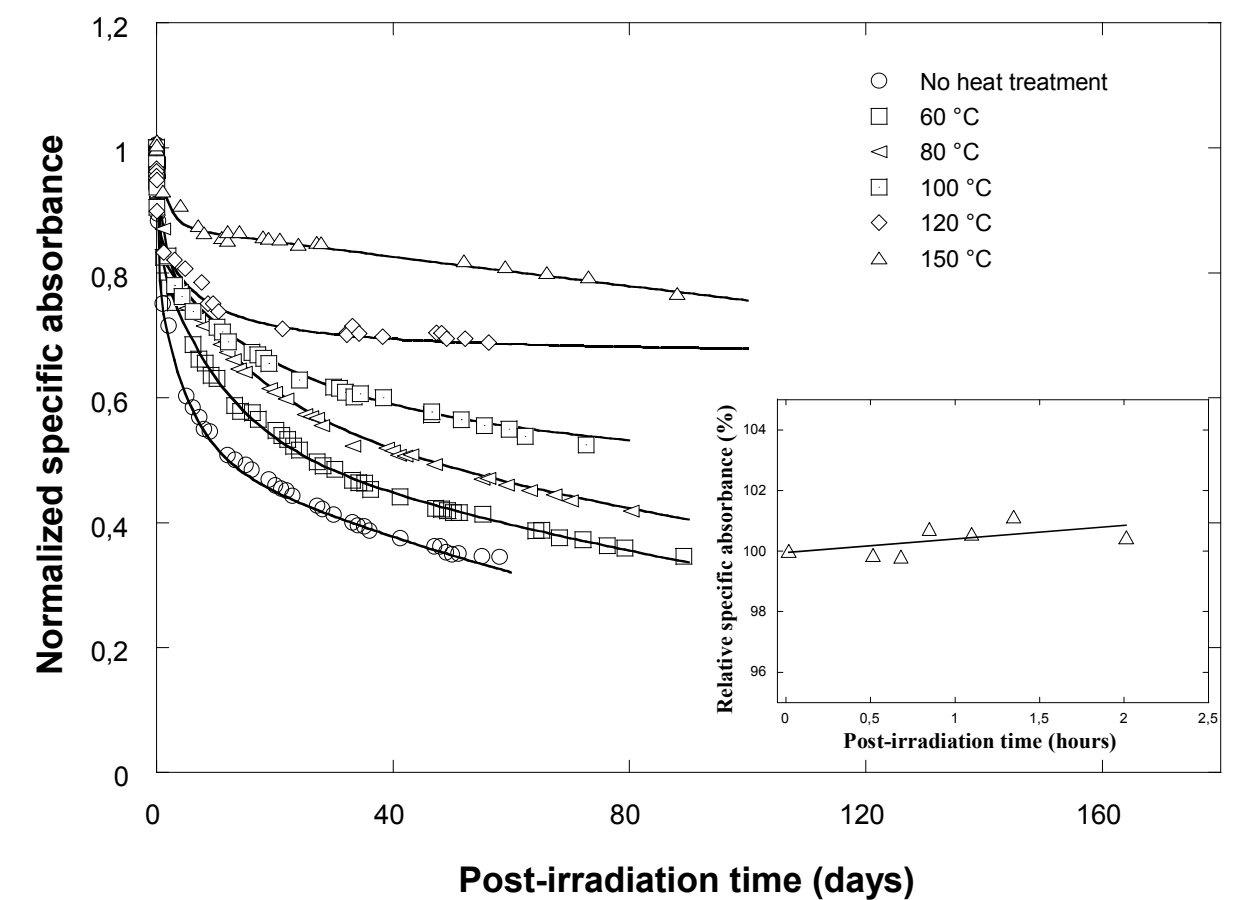 1,2
1
0,8
0,6
0,4
0,2
0
0
40
80
120
160
Normalized specific absorbance
Post-irradiation time (days)
No heat treatment
60 °C
80 °C
100 °C
120 °C
150 °C
104
102
100
98
96
0
0,5
1
1,5
2
2,5
Relative specific absorbance (%)
Post-irradiation time (hours)